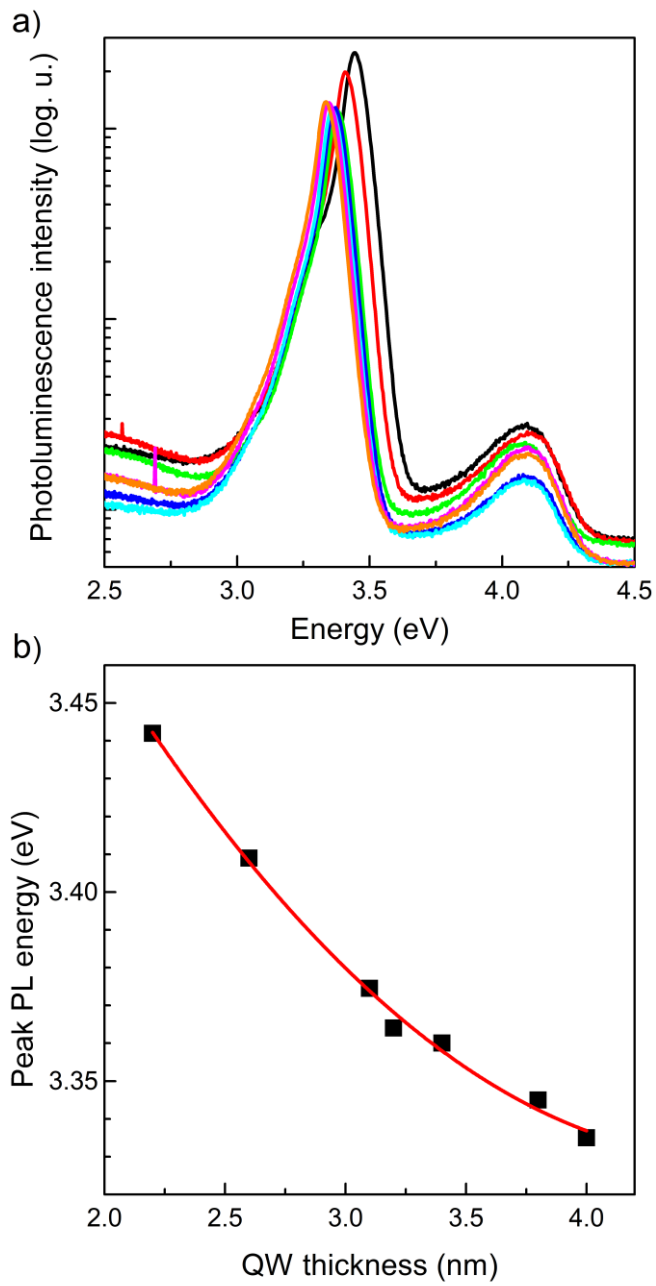 a)
Photoluminescence intensity (log. u.)
2.5 3.0 3.5 4.0 4.5
Energy (eV)
b)
Peak PL energy (eV)
3.45
3.40
3.35
2.0 2.5 3.0 3.5 4.0
QW thickness (nm)